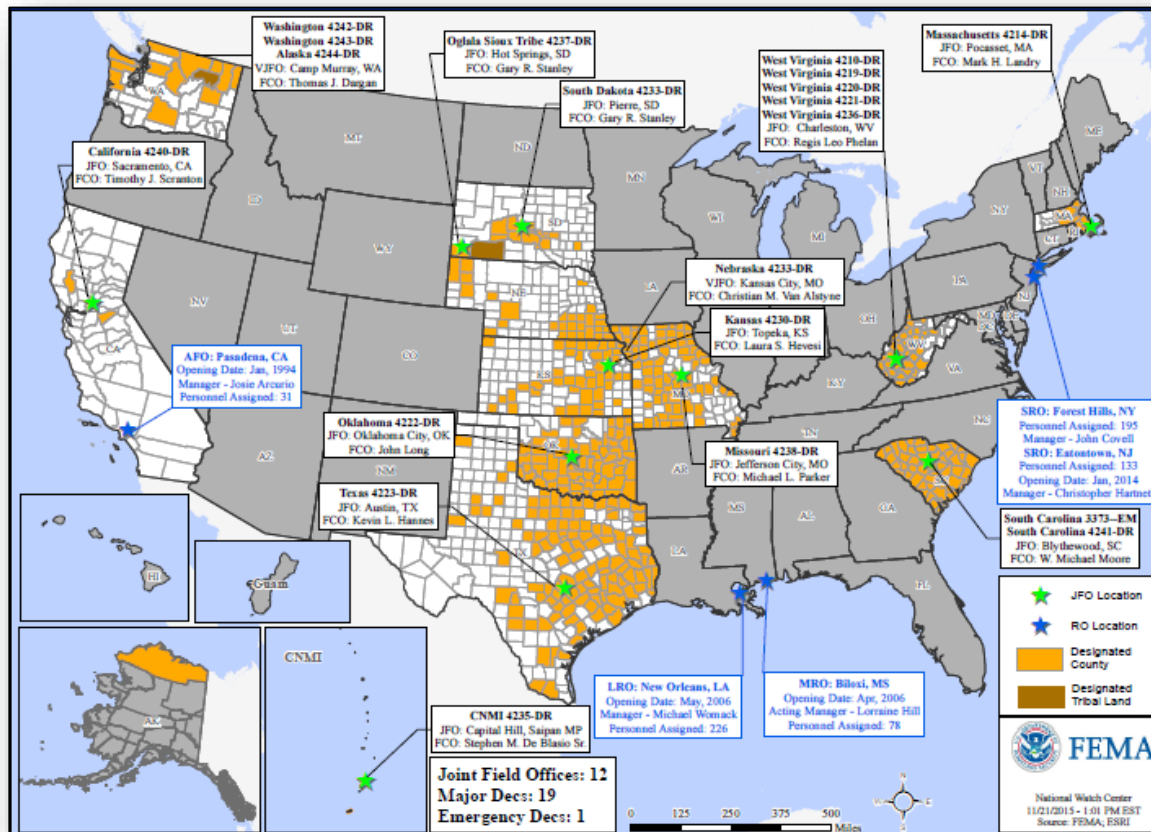 Washington 4242-DR
Washington 4243-DR
Alaska 4244-DR
VJFO: Camp Murray, WA
FCO: Thomas J. Dargan
Oglala Sioux Tribe 4237-DR
JFO: Hot Springs, SD
FCO: Gary R. Stanley
South Dakota 4233-DR
JFO: Pierre, SD
FCO: Gary R. Stanley
West Virginia 4210-DR
West Virginia 4219-DR
West Virginia 4220-DR
West Virginia 4221-DR
West Virginia 4236-DR
JFO: Charleston, WV
FCO: Regis Leo Phelan
Massachusetts 4214-DR
JFO: Pocasset, MA
FCO: Mark H. Landry
California 4240-DR
JFO: Sacramento, CA
FCO: Timothy J. Scranton
Nebraska 4233-DR
VJFO: Kansas City, MO
FCO: Christian M. Van Alstyne
Kansas 4230-DR
JFO: Topeka, KS
FCO: Laura S. Hevesi
AFO: Pasadena, CA
Opening Date: Jan, 1994
Manager - Josie Arcurio
Personnel Assigned: 31
Oklahoma 4222-DR
JFO: Oklahoma City, OK
FCO: John Long
Missouri 4238-DR
JFO: Jefferson City, MO
FCO: Michael L. Parker
Texas 4223-DR
JFO: Austin, TX
FCO: Kevin L. Hannes
SRO: Forest Hills, NY
Personnel Assigned: 195
Manager - John Covell
SRO: Eatontown, NJ
Personnel Assigned: 133
Opening Date: Jan, 2014
Manager - Christopher Hartnet
South Carolina 3373--EM
South Carolina 4241-DR
JFO: Blythewood, SC
FCO: W. Michael Moore
LRO: New Orleans, LA
Opening Date: May, 2006
Manager - Michael Womack
Personnel Assigned: 226
MRO: Biloxi, MS
Opening Date: Apr, 2006
Acting Manager - Lorraine Hill
Personnel Assigned: 78
CNMI 4235-DR
JFO: Capital Hill, Saipan MP
FCO: Stephen M. De Blasio Sr.
Joint Field Offices: 12
Major Decs: 19
Emergency Decs: 1
WA
MT
ND
MN
ME
VT
NH
NY
MA
CT
RI
ID
SD
WI
MI
WY
IA
PA
NJ
NE
NV
UT
CO
OH
MD
DC
DE
WV
VA
CA
KS
MO
KY
NC
TN
AZ
NM
OK
AR
MS
AL
GA
TX
LA
FL
HI
Guam
AK
CNMI
JFO Location
RO Location
Designated
County
Designated
Tribal Land
FEMA
National Watch Center
11/21/2015 - 1:01 PM EST
Source: FEMA; ESRI
N
W
E
S
0
125
250
375
500
Miles